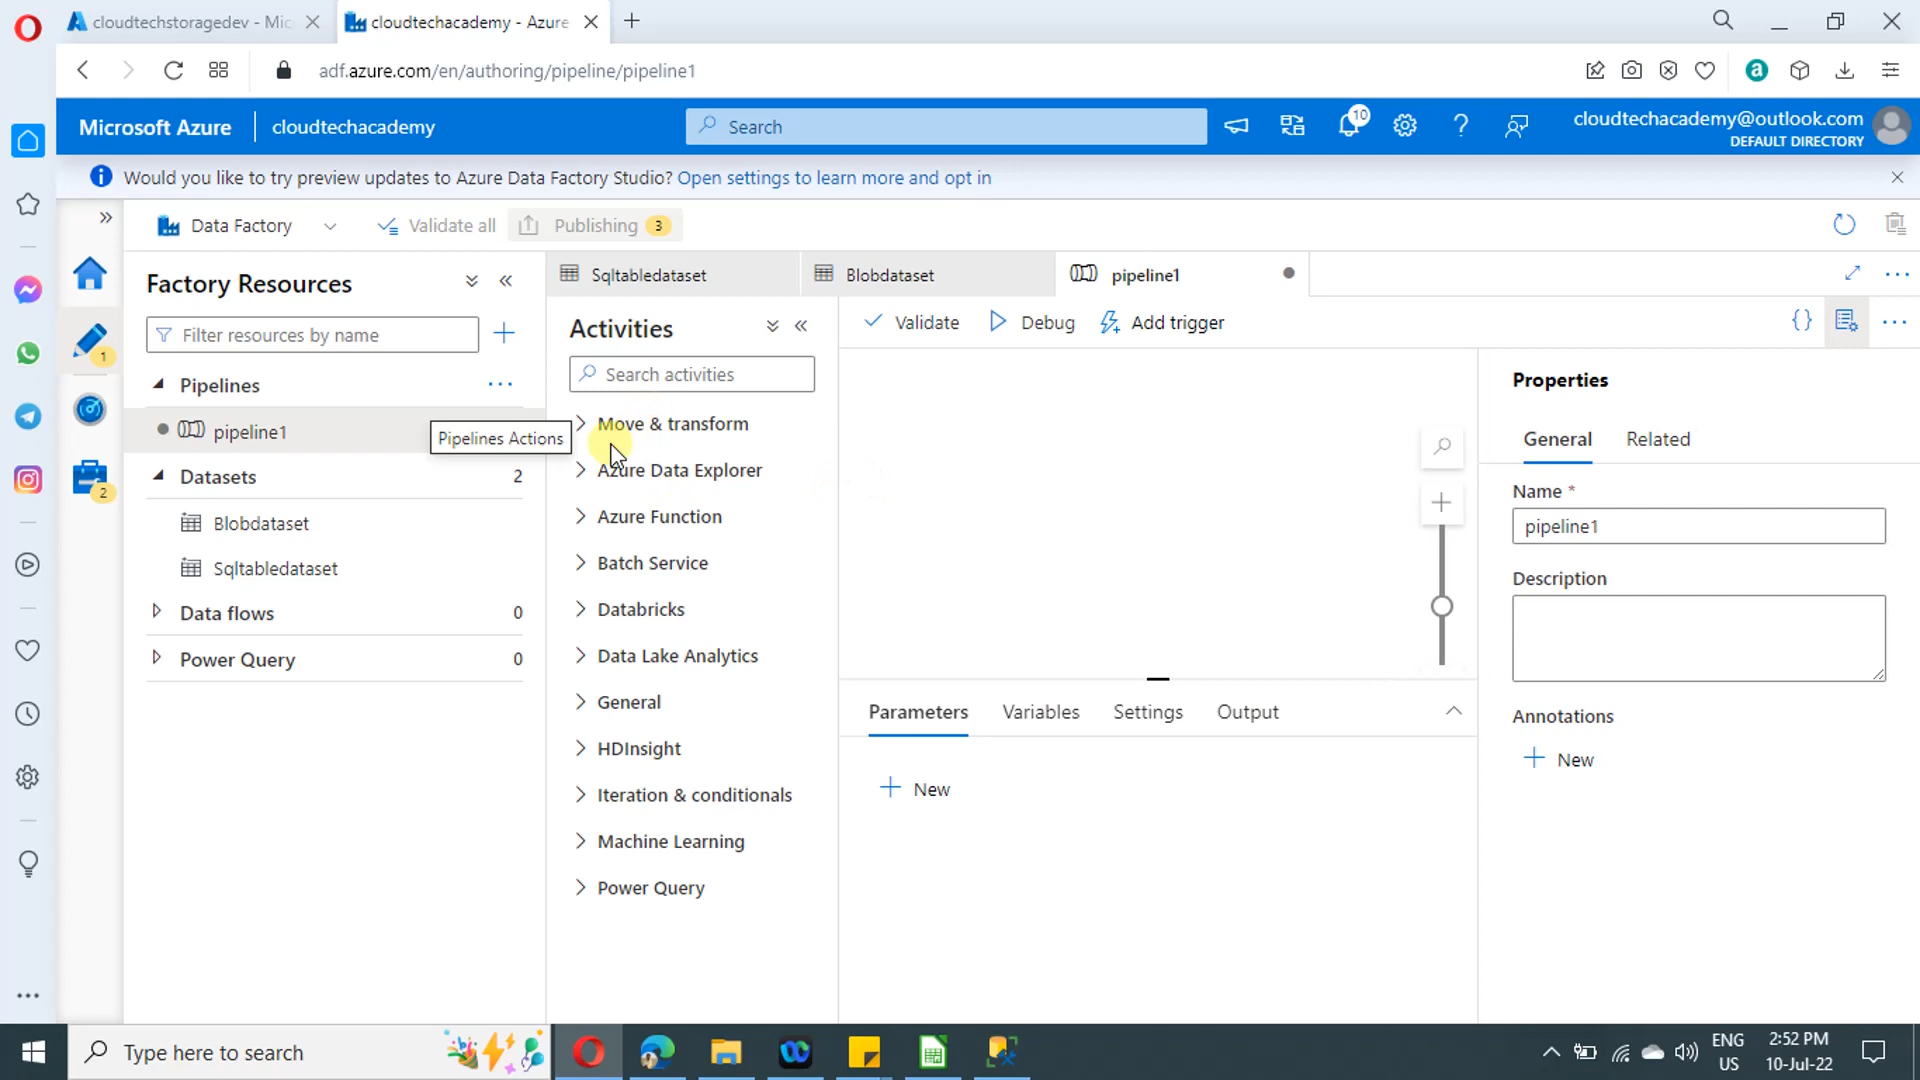 cloudtechstoragedev - Mic
cloudtechacademy - Azure
adf.azure.com/en/authoring/pipeline/pipeline1
a
Microsoft Azure
cloudtechacademy
Search
10
cloudtechacademy@outlook.com
DEFAULT DIRECTORY
Would you like to try preview updates to Azure Data Factory Studio? Open settings to learn more and opt in
Data Factory
Validate all
Publishing 3
Factory Resources
Filter resources by name
1
2
Pipelines
pipeline1
Pipelines Actions
Datasets 2
Blobdataset
Sqltabledataset
Data flows 0
Power Query 0
Sqltabledataset
Blobdataset
pipeline1
Activities
Search activities
Move & transform
Azure Data Explorer
Azure Function
Batch Service
Databricks
Data Lake Analytics
General
HDInsight
Iteration & conditionals
Machine Learning
Power Query
Validate
Debug
Add trigger
Parameters
Variables
Settings
Output
New
Properties
General
Related
Name *
pipeline1
Description
Annotations
New
Type here to search
ENG
US
2:52 PM
10-Jul-22